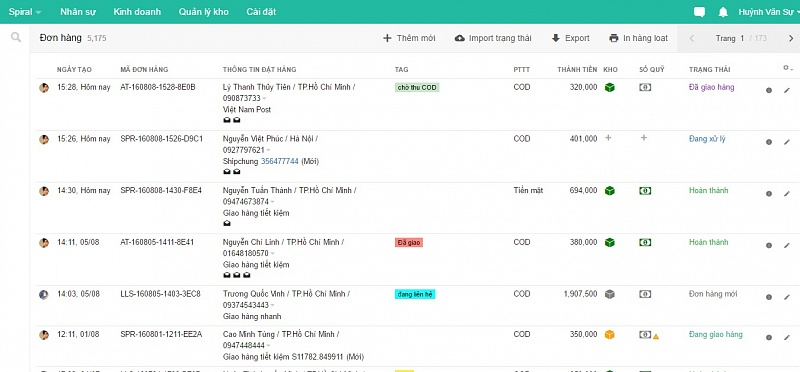 Spiral Nhân sự Kinh doanh Quản lý kho Cài đặt Huỳnh Văn Sự
Đơn hàng 5,175 Thêm mới Import trạng thái Export In hàng loạt Trang 1 / 173
NGÀY TẠO MÃ ĐƠN HÀNG THÔNG TIN ĐẶT HÀNG TAG PTTT THÀNH TIỀN KHO SỔ QUỸ TRẠNG THÁI
15:28, Hôm nay AT-160808-1528-8E0B Lý Thanh Thủy Tiên / TP.Hồ Chí Minh / chờ thu COD COD 320,000 Đã giao hàng
090873733
Việt Nam Post
15:26, Hôm nay SPR-160808-1526-D9C1 Nguyễn Việt Phúc / Hà Nội / COD 401,000 Đang xử lý
0927797621
Shipchung 356477744 (Mới)
14:30, Hôm nay SPR-160808-1430-F8E4 Nguyễn Tuấn Thành / TP.Hồ Chí Minh / Tiền mặt 694,000 Hoàn thành
09474673874
Giao hàng tiết kiệm
14:11, 05/08 AT-160805-1411-8E41 Nguyễn Chí Linh / TP.Hồ Chí Minh / Đã giao COD 380,000 Hoàn thành
01648180570
Giao hàng tiết kiệm
14:03, 05/08 LLS-160805-1403-3EC8 Trương Quốc Vinh / TP.Hồ Chí Minh / đang liên hệ COD 1,907,500 Đơn hàng mới
09374543443
Giao hàng nhanh
12:11, 01/08 SPR-160801-1211-EE2A Cao Minh Tùng / TP.Hồ Chí Minh / COD 350,000 Đang giao hàng
0947448444
Giao hàng tiết kiệm S11782.849911 (Mới)